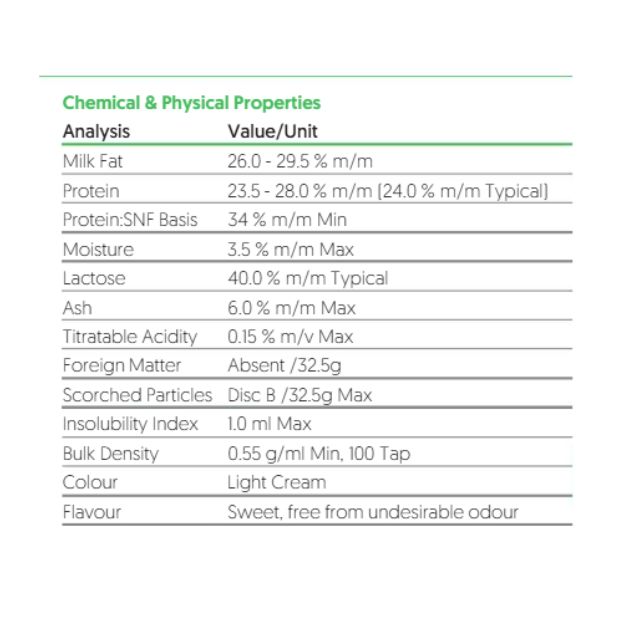 Chemical & Physical Properties
Analysis Value/Unit
Milk Fat 26.0 - 29.5 % m/m
Protein 23.5 - 28.0 % m/m (24.0 % m/m Typical)
Protein:SNF Basis 34 % m/m Min
Moisture 3.5 % m/m Max
Lactose 40.0 % m/m Typical
Ash 6.0 % m/m Max
Titratable Acidity 0.15 % m/v Max
Foreign Matter Absent /32.5g
Scorched Particles Disc B /32.5g Max
Insolubility Index 1.0 ml Max
Bulk Density 0.55 g/ml Min, 100 Tap
Colour Light Cream
Flavour Sweet, free from undesirable odour